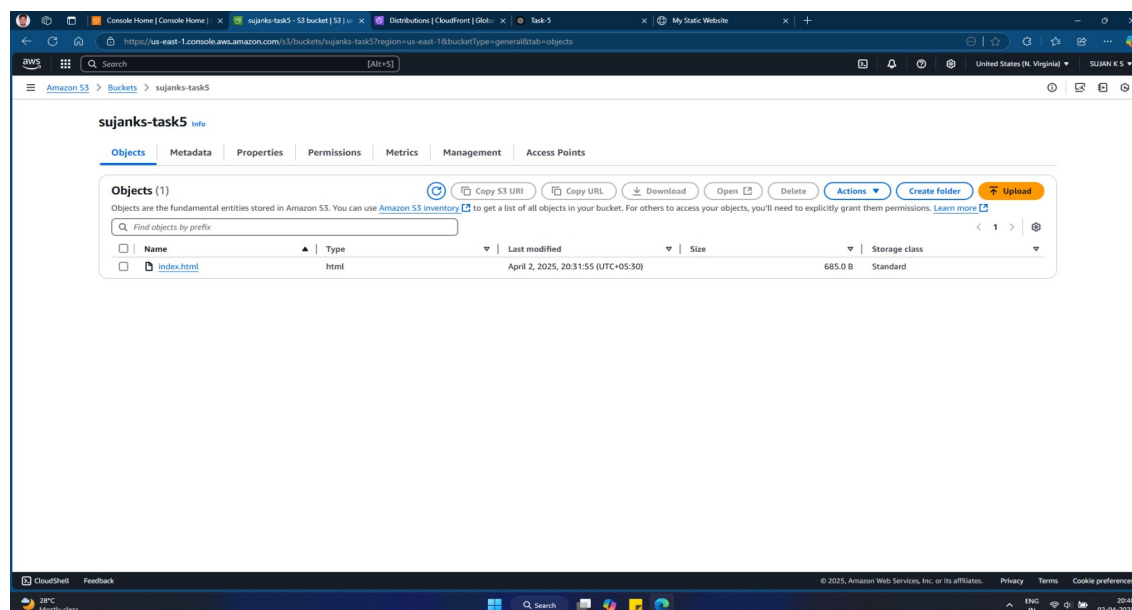 Console Home | Console Home |
sujanks-task5 - S3 bucket | S3 | us
Distributions | CloudFront | Globa
Task-5
My Static Website
https://us-east-1.console.aws.amazon.com/s3/buckets/sujanks-task5?region=us-east-1&bucketType=general&tab=objects
aws
Search
[Alt+S]
United States (N. Virginia) ▼
SUJAN K S ▼
Amazon S3 > Buckets > sujanks-task5
sujanks-task5 Info
Objects Metadata Properties Permissions Metrics Management Access Points
Objects (1)
Copy S3 URI Copy URL Download Open Delete Actions ▼ Create folder Upload
Objects are the fundamental entities stored in Amazon S3. You can use Amazon S3 inventory to get a list of all objects in your bucket. For others to access your objects, you'll need to explicitly grant them permissions. Learn more
Find objects by prefix
< 1 >
Name ▲ | Type ▽ | Last modified ▽ | Size ▽ | Storage class ▽
index.html html April 2, 2025, 20:31:55 (UTC+05:30) 685.0 B Standard
CloudShell Feedback
© 2025, Amazon Web Services, Inc. or its affiliates. Privacy Terms Cookie preferences
28°C
Mostly clear
Search
ENG
IN